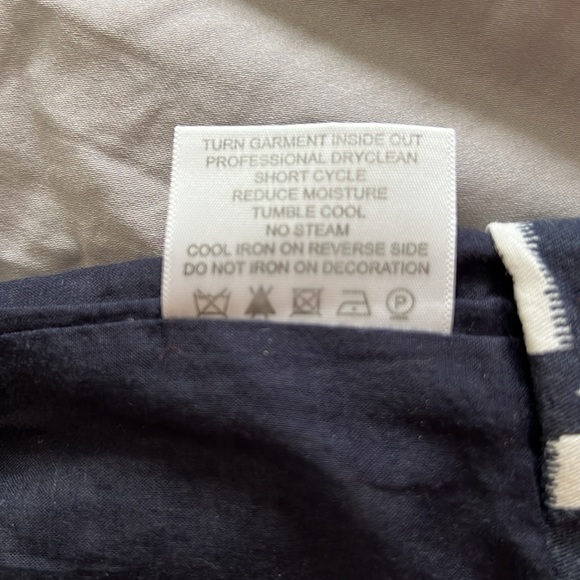 TURN GARMENT INSIDE OUT
PROFESSIONAL DRYCLEAN
SHORT CYCLE
REDUCE MOISTURE
TUMBLE COOL
NO STEAM
COOL IRON ON REVERSE SIDE
DO NOT IRON ON DECORATION
P